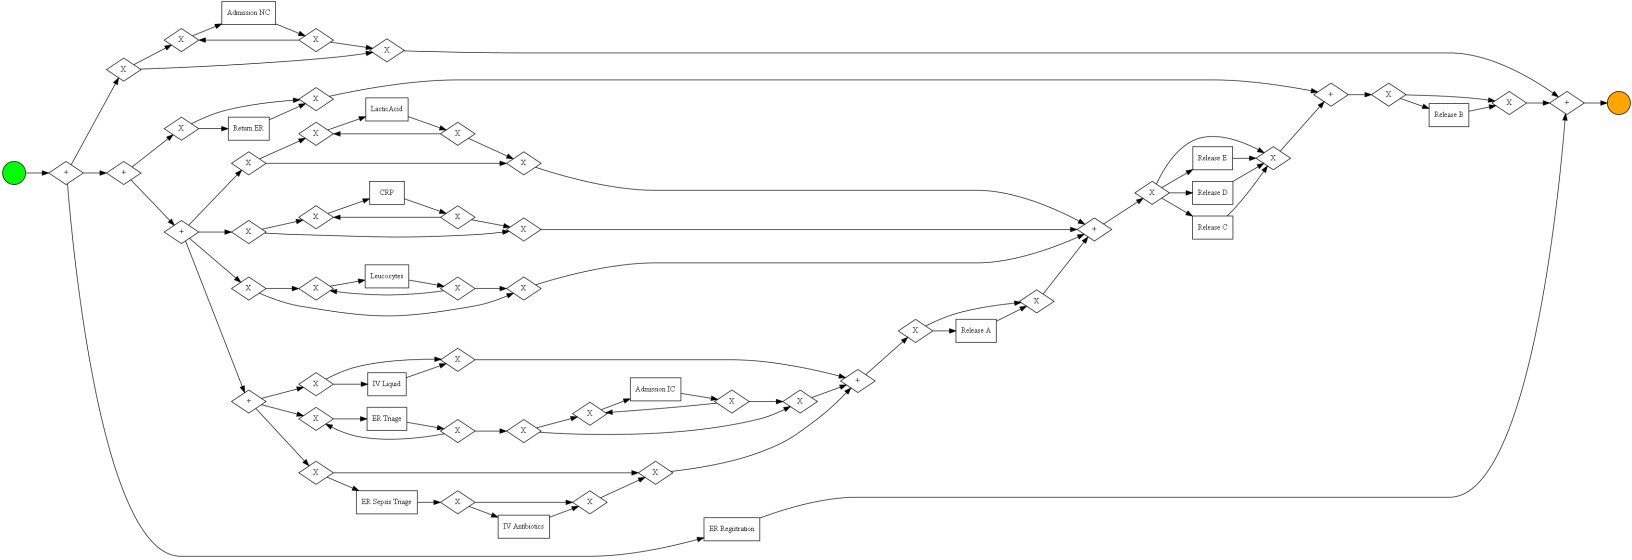 Admission NC
X
X
X
X
Return ER
X
X
LacticAcid
X
X
X
X
+
+
+
CRP
X
X
X
X
Leucocytes
X
X
X
X
+
IV Liquid
X
X
ER Triage
X
X
X
Admission IC
X
X
X
X
ER Sepsis Triage
X
IV Antibiotics
X
X
ER Registration
+
X
Release A
X
+
X
Release E
Release D
Release C
X
+
X
Release B
X
+